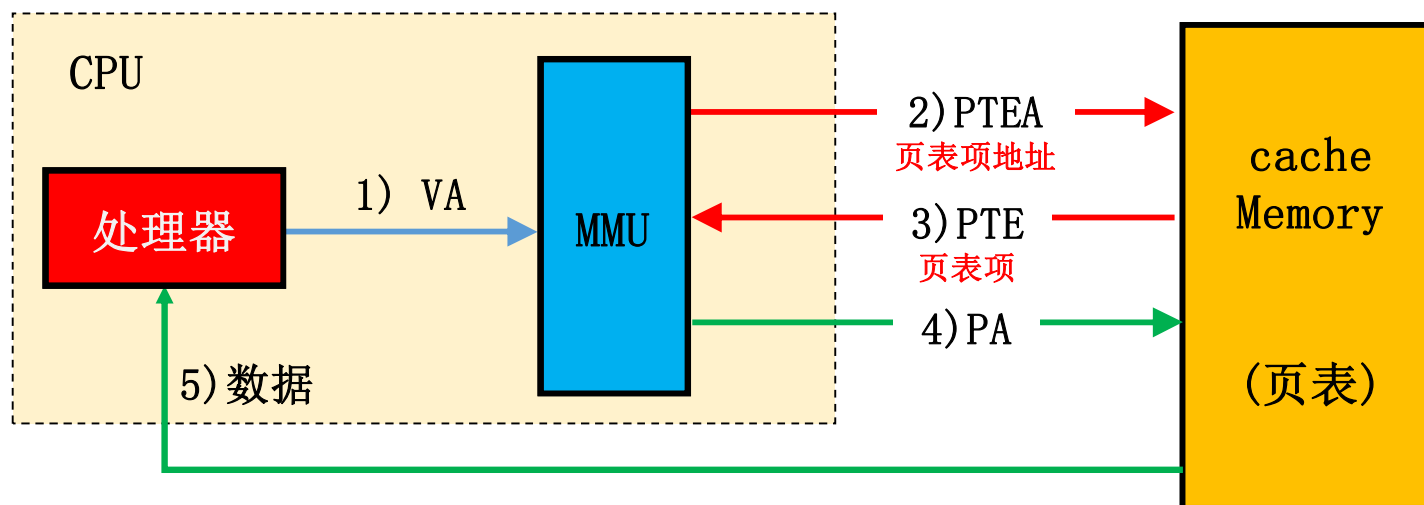 CPU
处理器
1) VA
MMU
2)PTEA
页表项地址
3)PTE
页表项
4)PA
5)数据
cache
Memory
(页表)